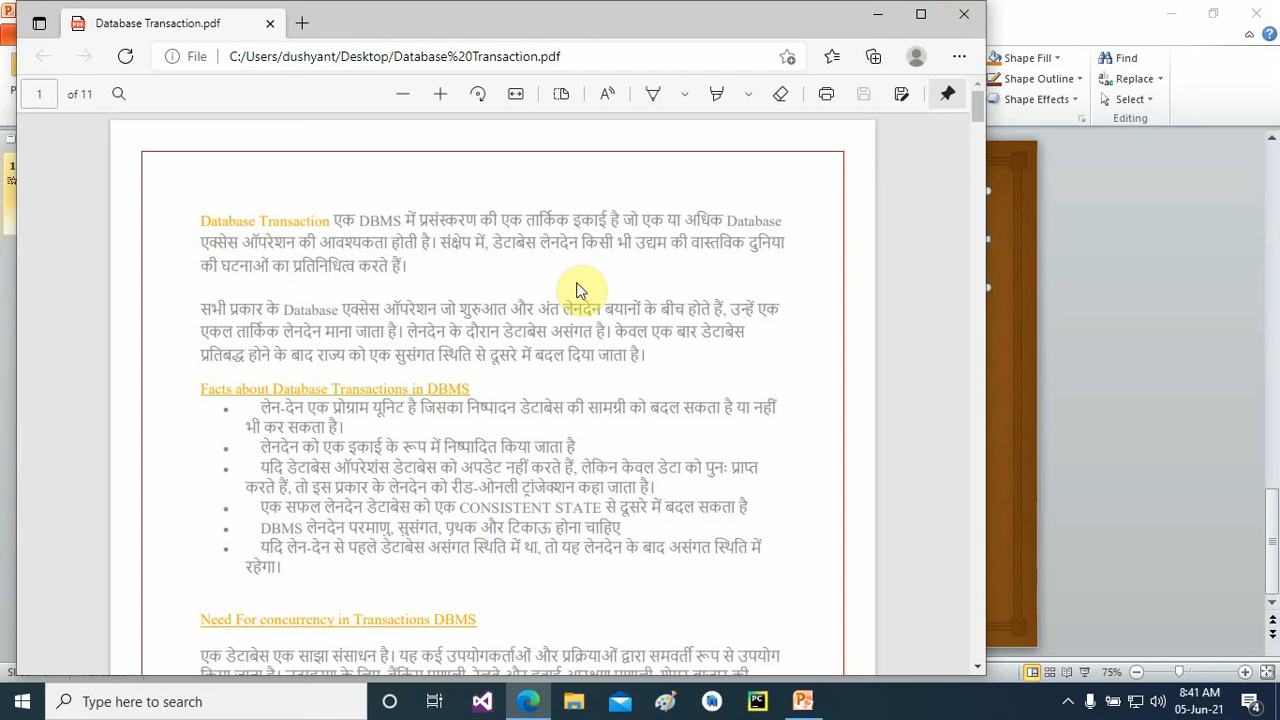 Database Transaction.pdf
File C:/Users/dushyant/Desktop/Database%20Transaction.pdf
1 of 11
Shape Fill
Shape Outline
Shape Effects
Find
Replace
Select
Editing
Database Transaction एक DBMS में प्रसंस्करण की एक तार्किक इकाई है जो एक या अधिक Database
एक्सेस ऑपरेशन की आवश्यकता होती है। संक्षेप में, डेटाबेस लेनदेन किसी भी उद्यम की वास्तविक दुनिया
की घटनाओं का प्रतिनिधित्व करते हैं।
सभी प्रकार के Database एक्सेस ऑपरेशन जो शुरुआत और अंत लेनदेन बयानों के बीच होते हैं, उन्हें एक
एकल तार्किक लेनदेन माना जाता है। लेनदेन के दौरान डेटाबेस असंगत है। केवल एक बार डेटाबेस
प्रतिबद्ध होने के बाद राज्य को एक सुसंगत स्थिति से दूसरे में बदल दिया जाता है।
Facts about Database Transactions in DBMS
• लेन-देन एक प्रोग्राम यूनिट है जिसका निष्पादन डेटाबेस की सामग्री को बदल सकता है या नहीं
भी कर सकता है।
• लेनदेन को एक इकाई के रूप में निष्पादित किया जाता है
• यदि डेटाबेस ऑपरेशंस डेटाबेस को अपडेट नहीं करते हैं, लेकिन केवल डेटा को पुनः प्राप्त
करते हैं, तो इस प्रकार के लेनदेन को रीड-ओनली ट्रांजेक्शन कहा जाता है।
• एक सफल लेनदेन डेटाबेस को एक CONSISTENT STATE से दूसरे में बदल सकता है
• DBMS लेनदेन परमाणु, सुसंगत, पृथक और टिकाऊ होना चाहिए
• यदि लेन-देन से पहले डेटाबेस असंगत स्थिति में था, तो यह लेनदेन के बाद असंगत स्थिति में
रहेगा।
Need For concurrency in Transactions DBMS
एक डेटाबेस एक साझा संसाधन है। यह कई उपयोगकर्ताओं और प्रक्रियाओं द्वारा समवर्ती रूप से उपयोग
75%
Type here to search
8:41 AM
05-Jun-21
4